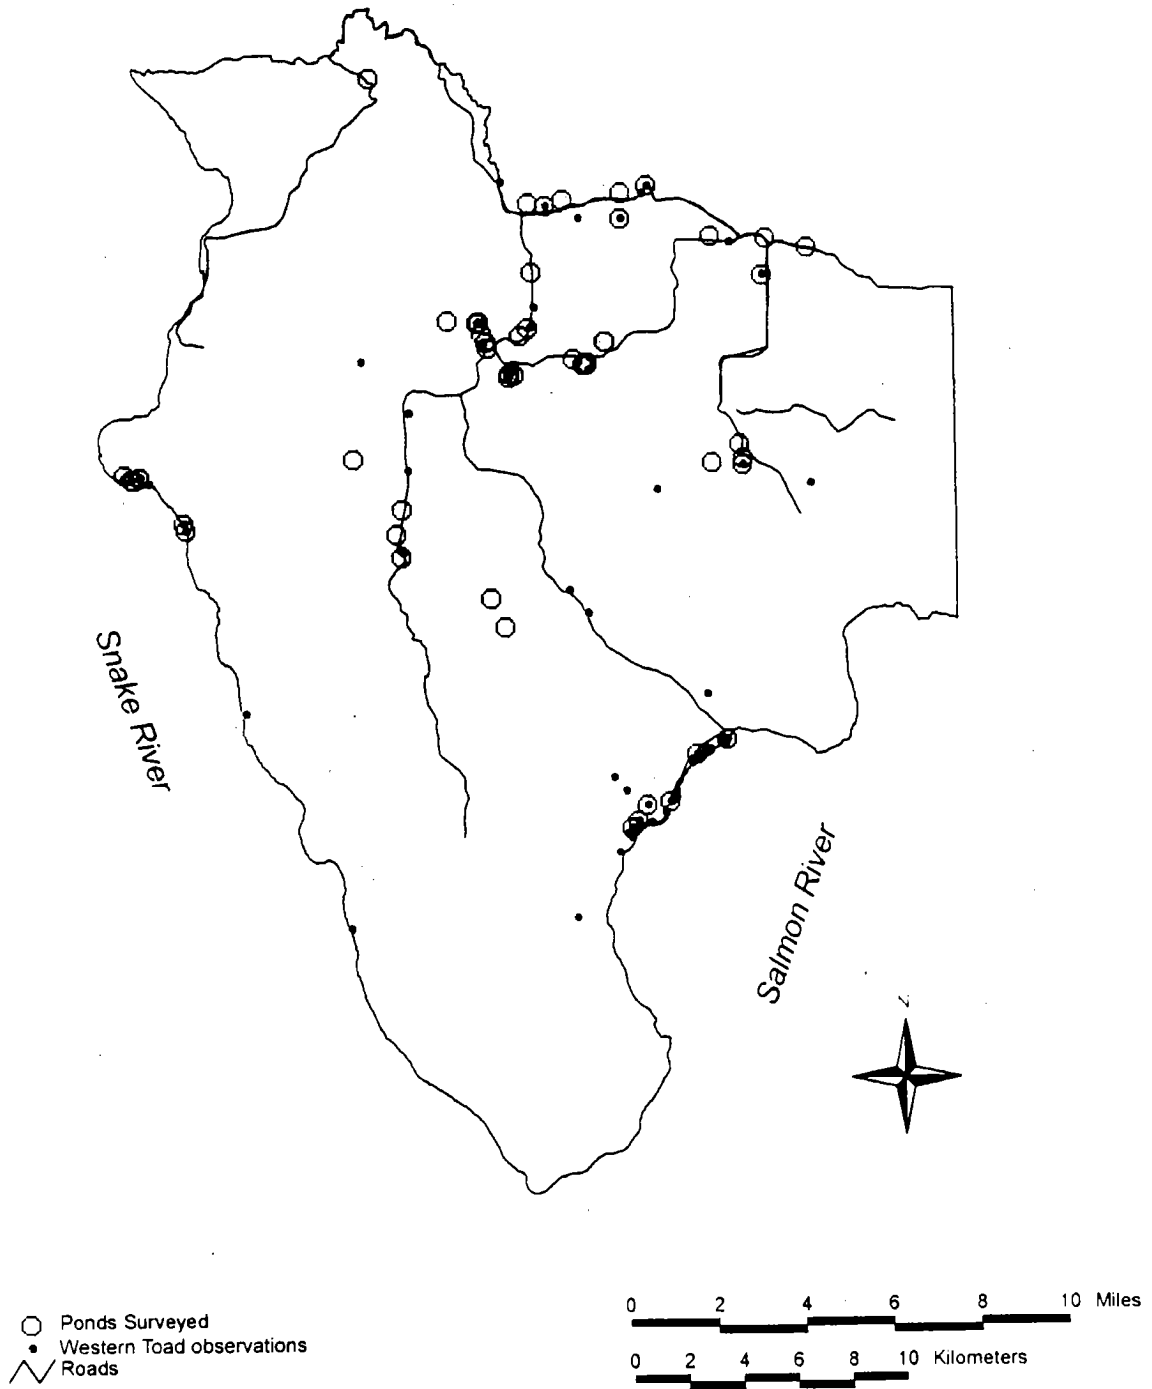 Snake River
Salmon River
N
Ponds Surveyed
Western Toad observations
Roads
0 2 4 6 8 10 Miles
0 2 4 6 8 10 Kilometers